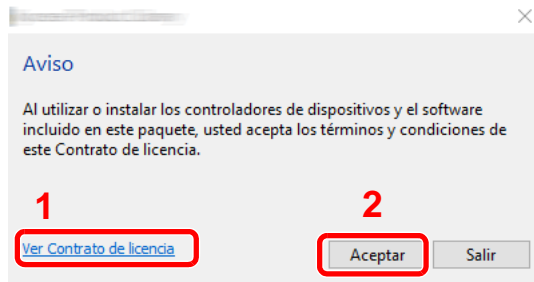 Aviso
Al utilizar o instalar los controladores de dispositivos y el software
incluido en este paquete, usted acepta los términos y condiciones de
este Contrato de licencia.
1
2
Ver Contrato de licencia
Aceptar
Salir